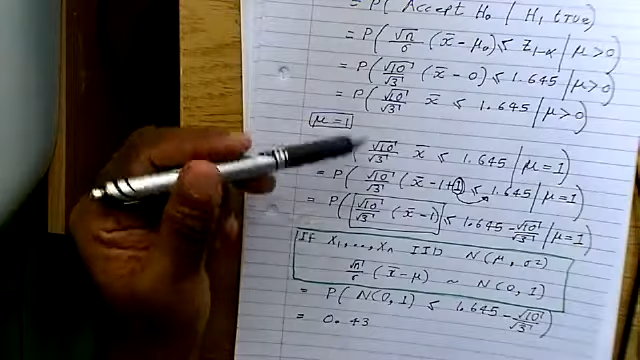 = P( Accept H₀ | H₁ true)
= P( √n/σ (x̄ - μ₀) < Z₁₋α | μ > 0)
= P( √10/√3 (x̄ - 0) < 1.645 | μ > 0)
= P( √10/√3 x̄ < 1.645 | μ > 0)
μ = 1
√10/√3 x̄ < 1.645 | μ = 1)
= P( √10/√3 (x̄ - 1 + 1) < 1.645 | μ = 1)
= P( √10/√3 (x̄ - 1) < 1.645 - √10/√3 | μ = 1)
If X₁, ..., Xn IID N(μ, σ²)
√n/σ (x̄ - μ) ~ N(0, 1)
= P( N(0, 1) < 1.645 - √10/√3 )
= 0.43